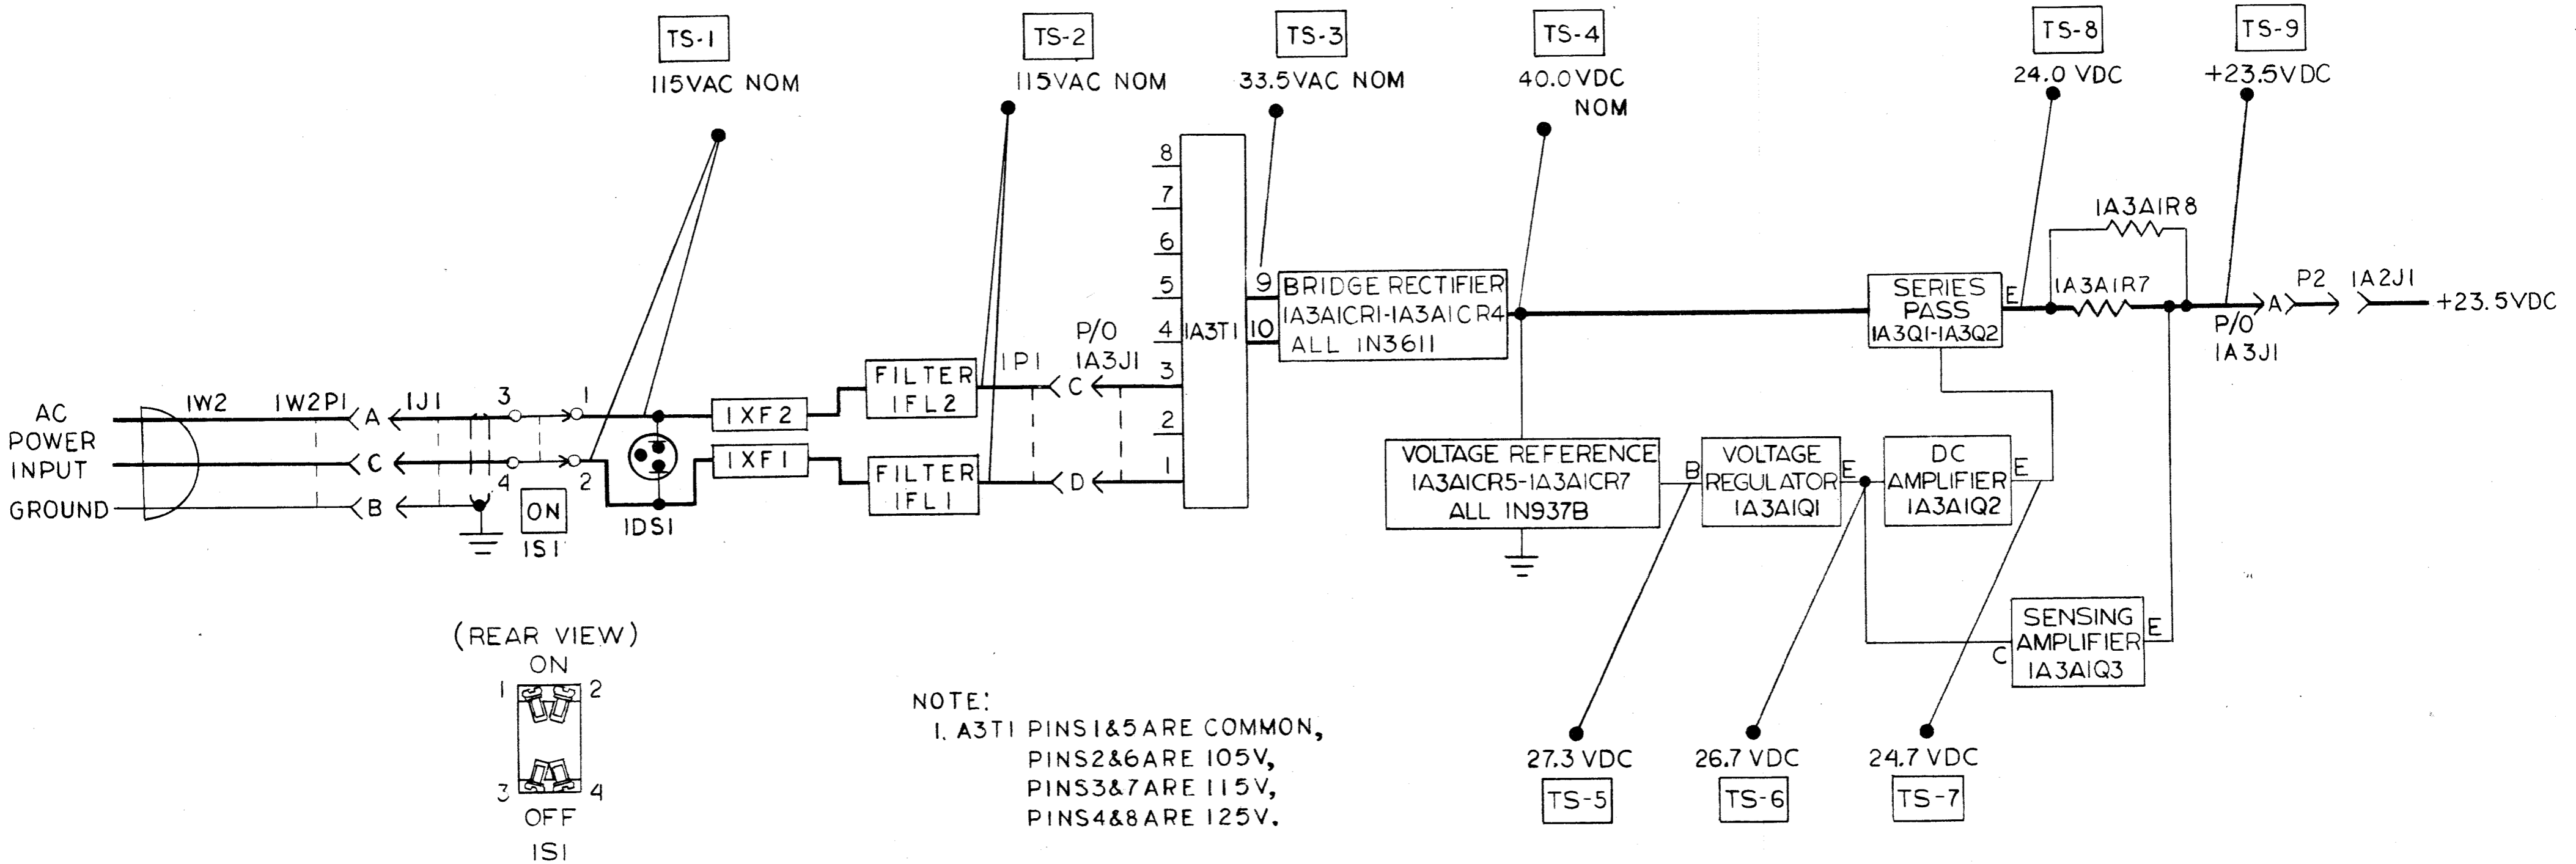 TS-1
115VAC NOM
TS-2
115VAC NOM
TS-3
33.5VAC NOM
TS-4
40.0VDC
NOM
TS-8
24.0 VDC
TS-9
+23.5VDC
AC
POWER
INPUT
GROUND
1W2
1W2P1
A
C
B
1J1
3
4
1
2
ON
1S1
1DS1
1XF2
1XF1
FILTER
1FL2
FILTER
1FL1
1P1
C
D
P/O
1A3J1
8
7
6
5
4
3
2
1
1A3T1
9
10
BRIDGE RECTIFIER
1A3A1CR1-1A3A1CR4
ALL 1N3611
SERIES
PASS
1A3Q1-1A3Q2
E
1A3A1R8
1A3A1R7
P/O
1A3J1
A
P2
1A2J1
+23.5VDC
VOLTAGE REFERENCE
1A3A1CR5-1A3A1CR7
ALL 1N937B
B
VOLTAGE
REGULATOR
1A3A1Q1
E
DC
AMPLIFIER
1A3A1Q2
E
SENSING
AMPLIFIER
1A3A1Q3
C
E
27.3 VDC
TS-5
26.7 VDC
TS-6
24.7 VDC
TS-7
(REAR VIEW)
ON
1
2
3
4
OFF
1S1
NOTE:
1. A3T1 PINS 1&5 ARE COMMON,
PINS 2&6 ARE 105V,
PINS 3&7 ARE 115V,
PINS 4&8 ARE 125V.